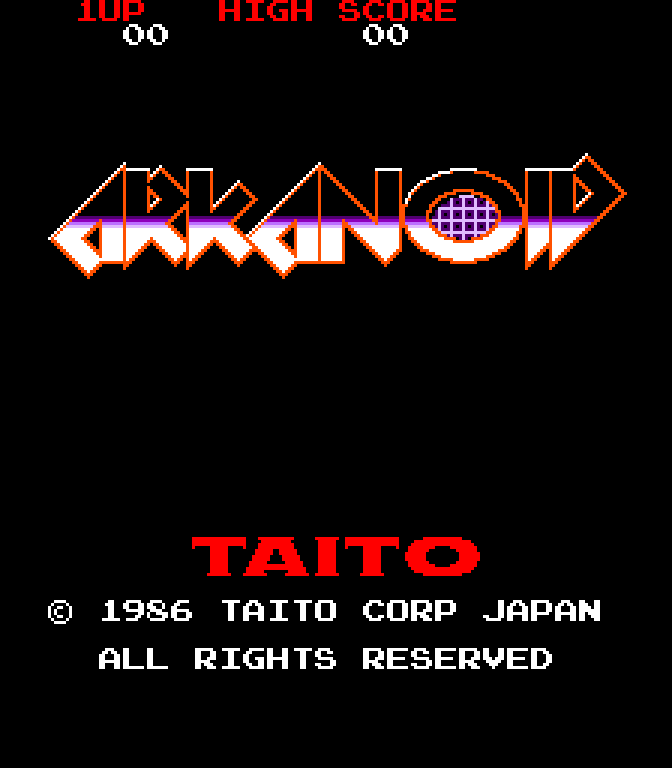 1UP HIGH SCORE
00 00
ARKANOID
TAITO
© 1986 TAITO CORP JAPAN
ALL RIGHTS RESERVED